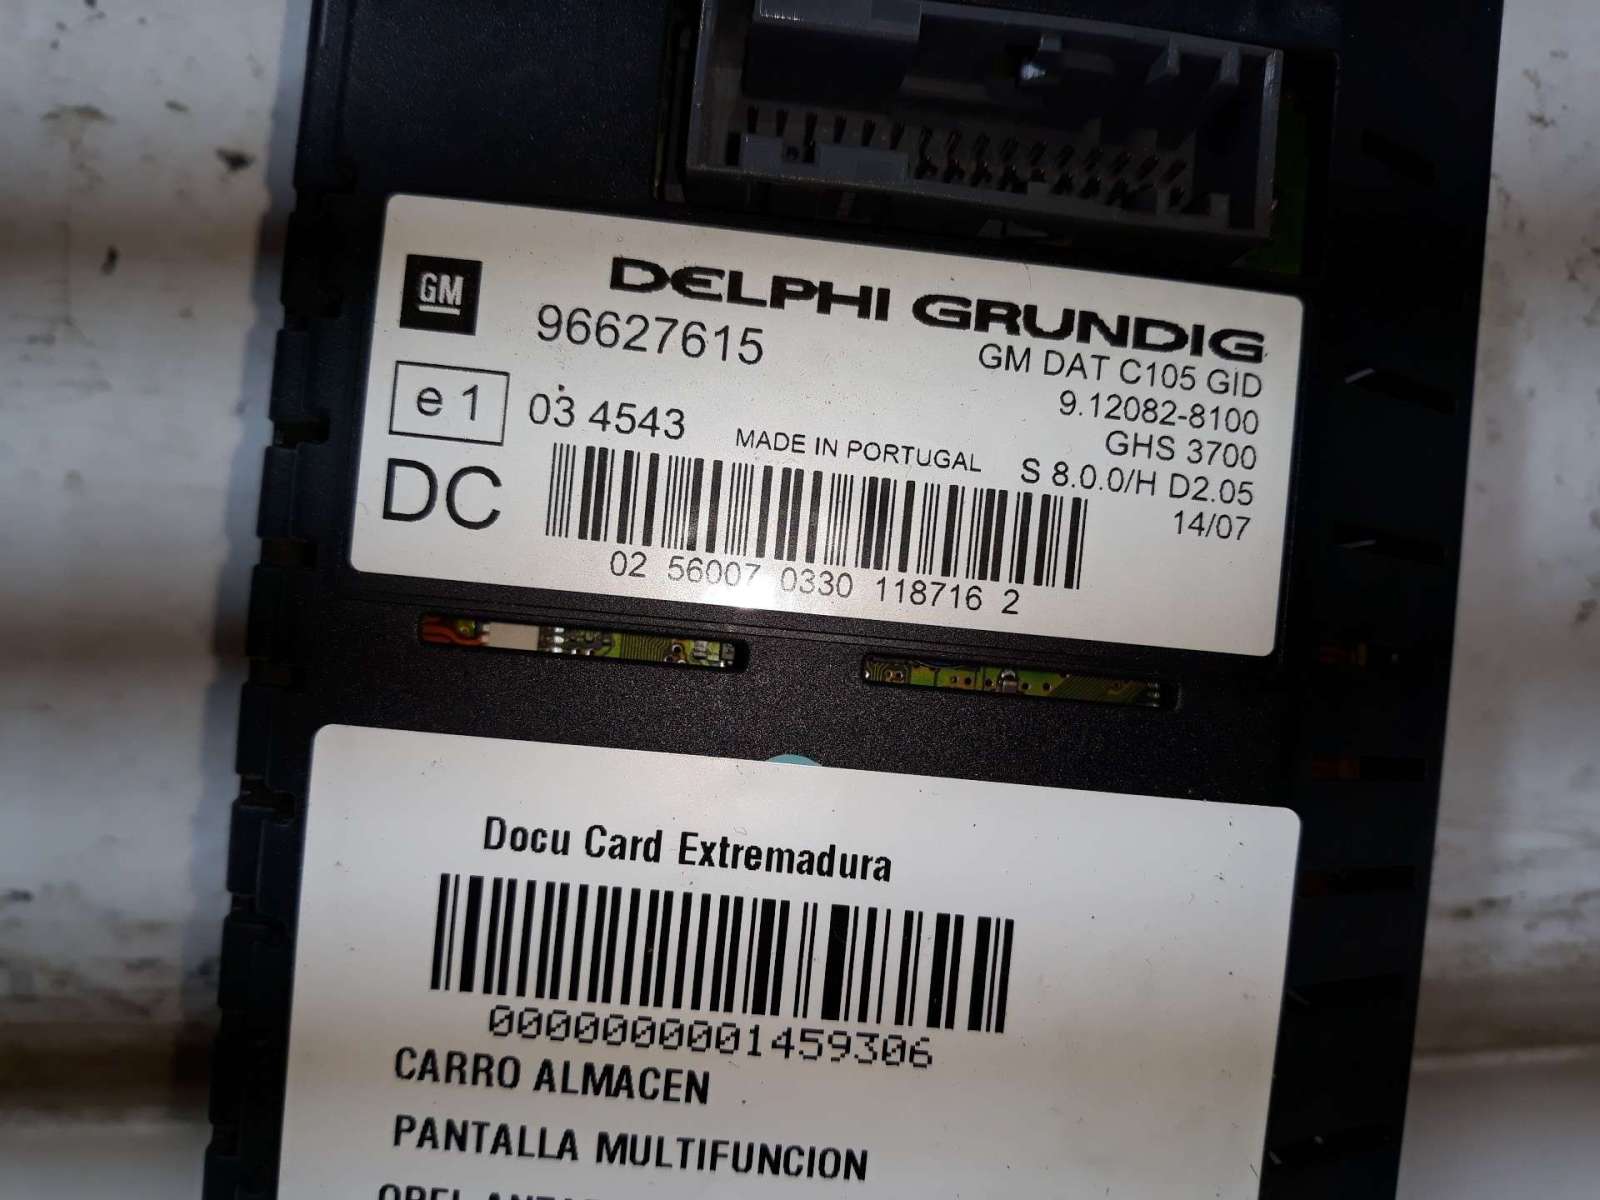 GM
DELPHI GRUNDIG
96627615
GM DAT C105 GID
e 1
03 4543
9.12082-8100
GHS 3700
MADE IN PORTUGAL
S 8.0.0/H D2.05
DC
14/07
02 56007 0330 118716 2
Docu Card Extremadura
0000000001459306
CARRO ALMACEN
PANTALLA MULTIFUNCION
OPEL